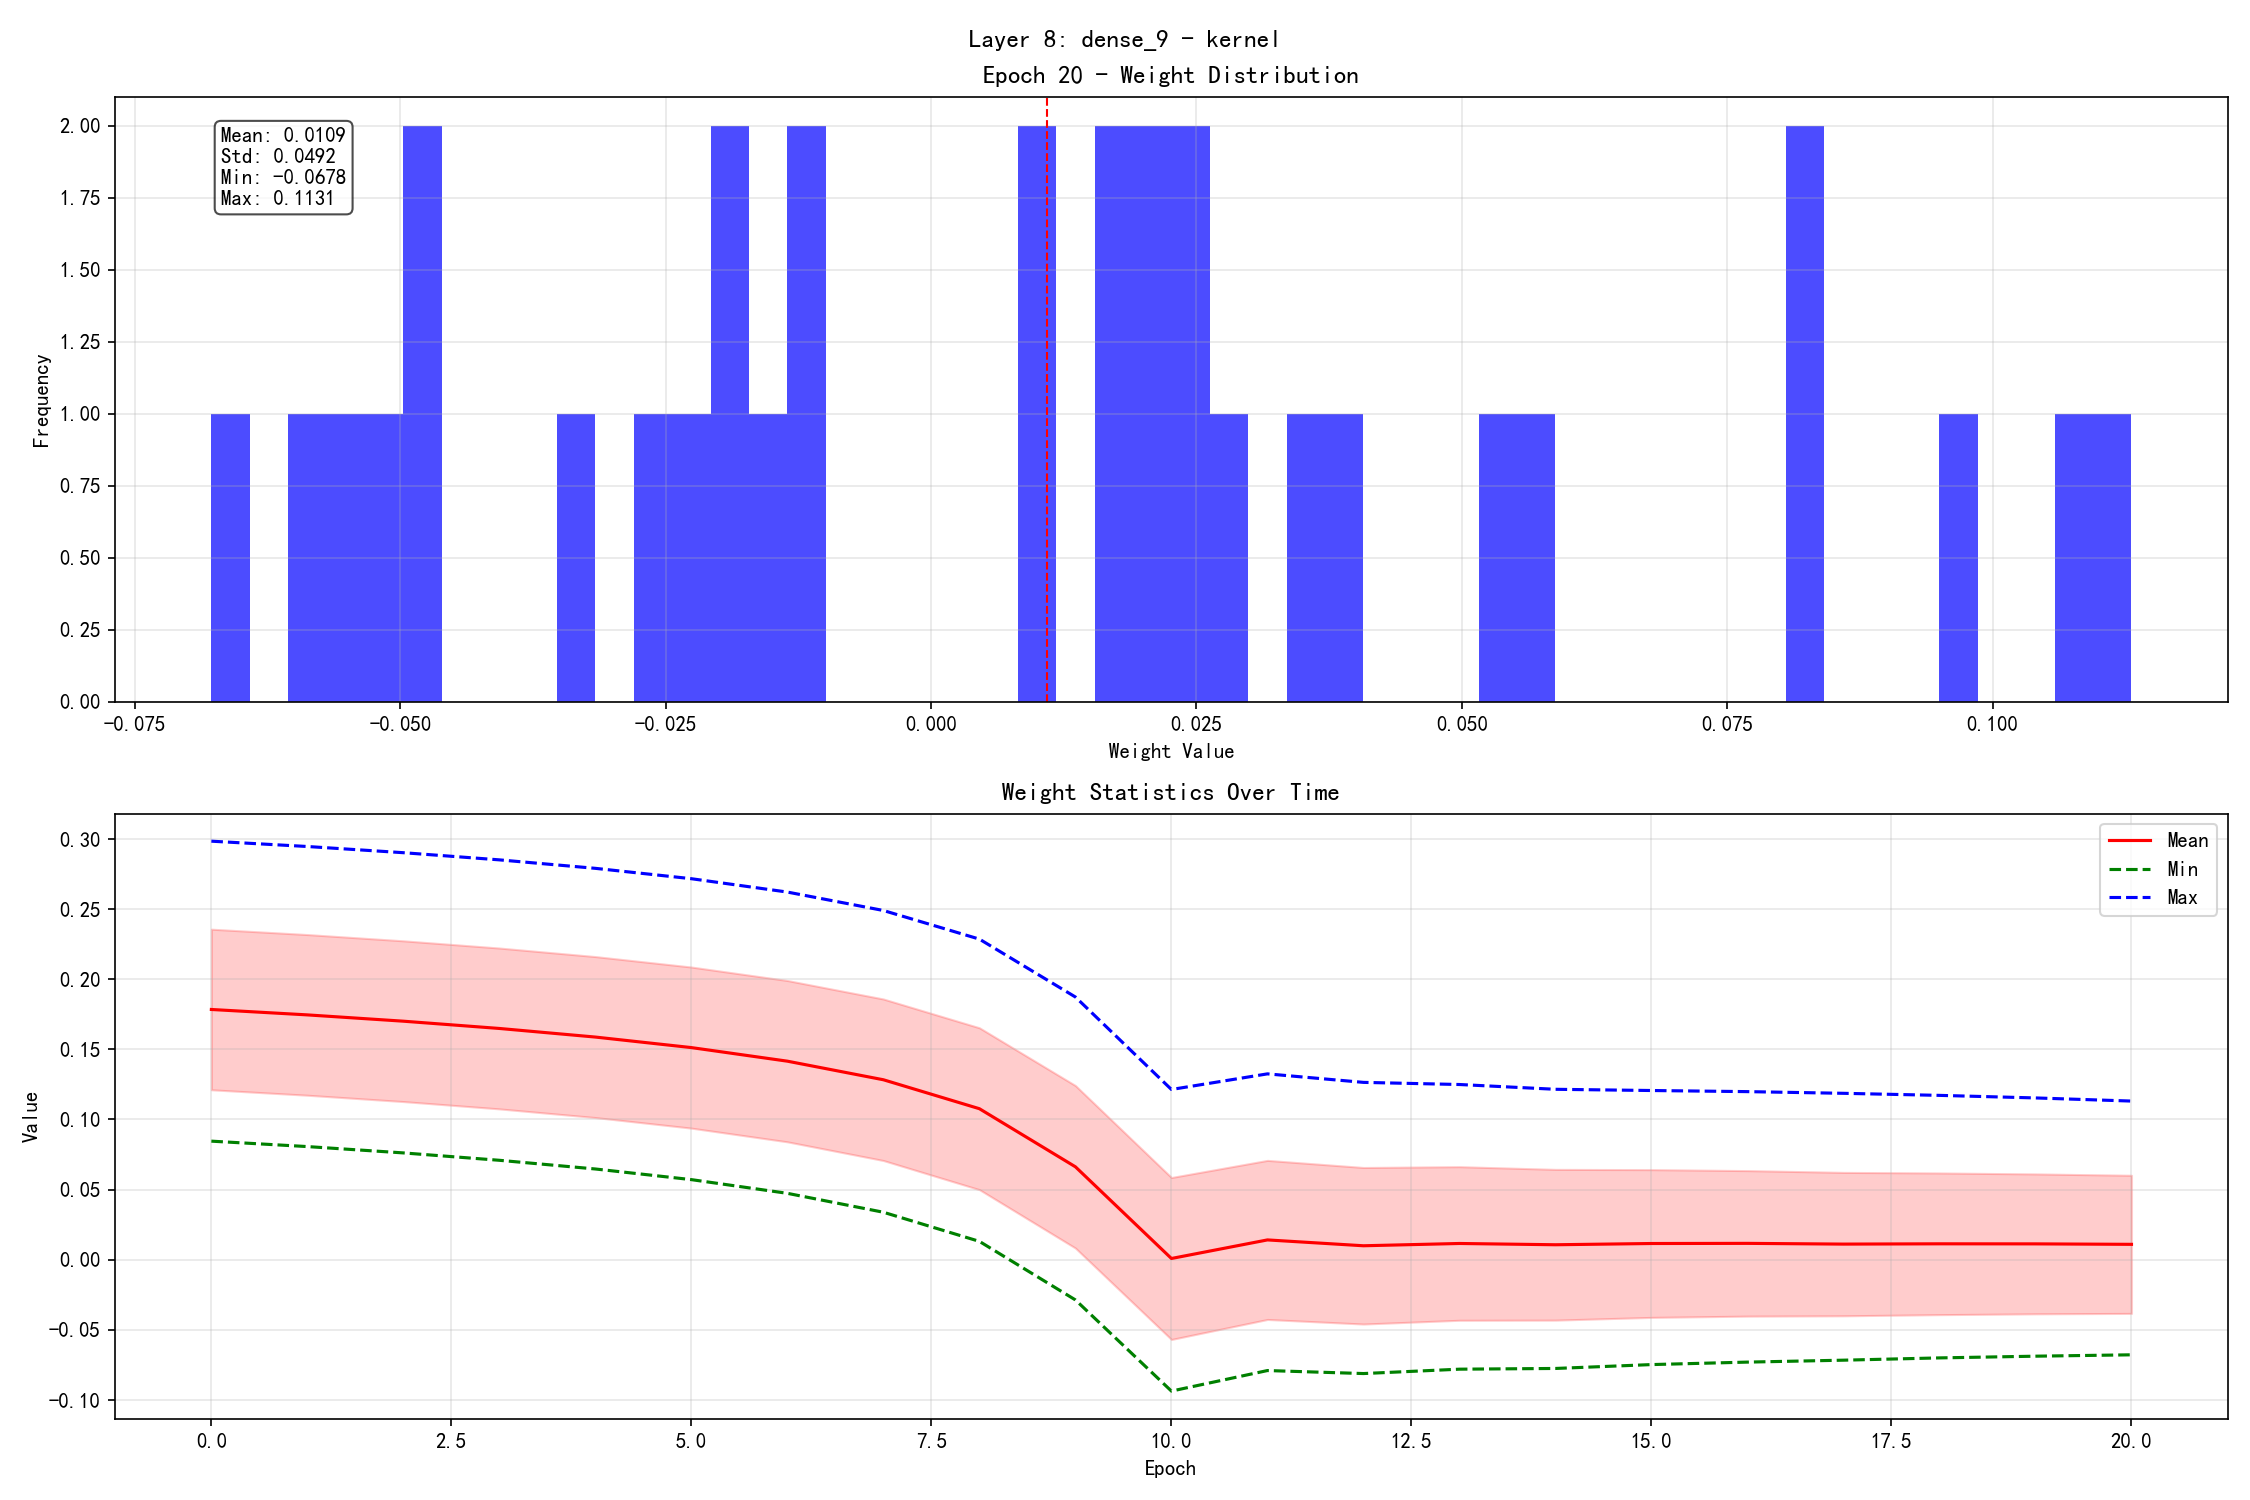 Layer 8: dense_9 - kernel
Epoch 20 - Weight Distribution
Mean: 0.0109
Std: 0.0492
Min: -0.0678
Max: 0.1131
2.00
1.75
1.50
1.25
1.00
0.75
0.50
0.25
0.00
Frequency
-0.075
-0.050
-0.025
0.000
0.025
0.050
0.075
0.100
Weight Value
Weight Statistics Over Time
0.30
0.25
0.20
0.15
0.10
0.05
0.00
-0.05
-0.10
Value
Mean
Min
Max
0.0
2.5
5.0
7.5
10.0
12.5
15.0
17.5
20.0
Epoch